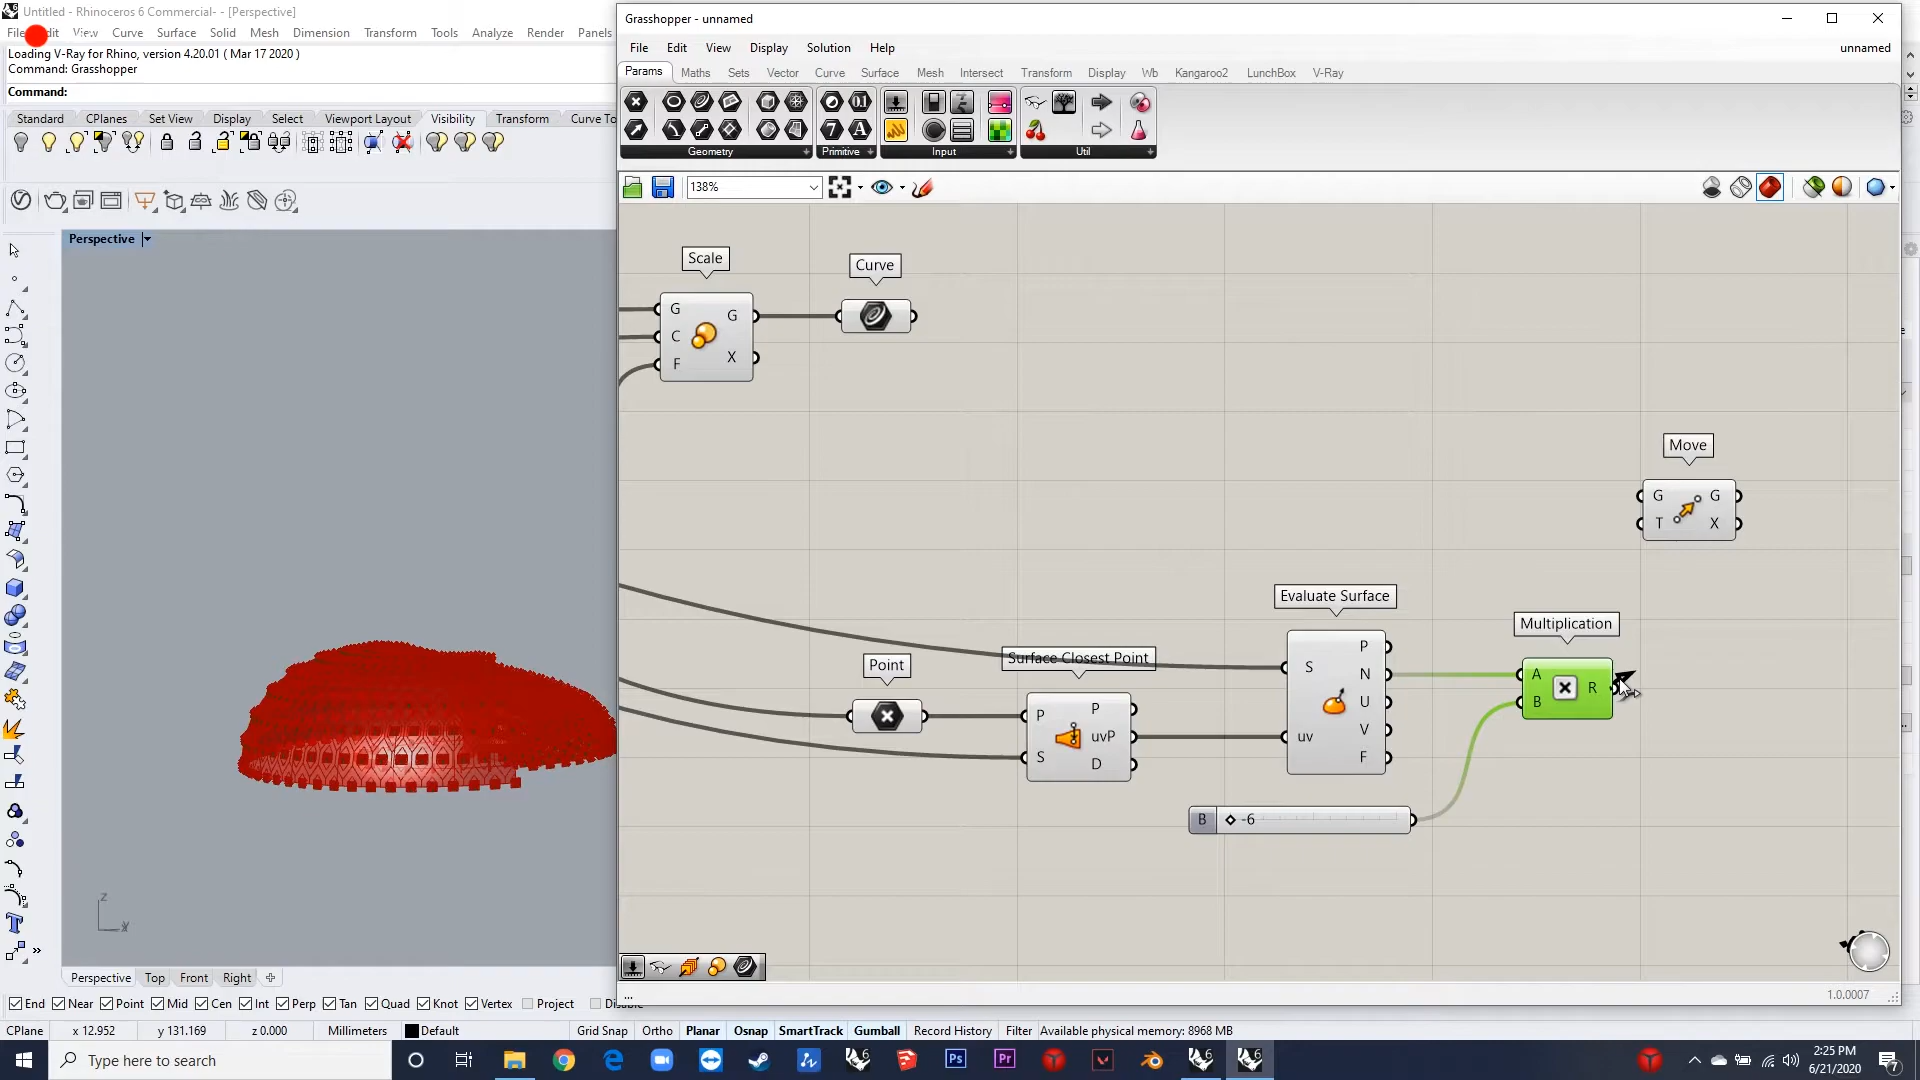 Untitled - Rhinoceros 6 Commercial- - [Perspective]
View Curve Surface Solid Mesh Dimension Transform Tools Analyze Render Panels
Loading V-Ray for Rhino, version 4.20.01 ( Mar 17 2020 )
Command: Grasshopper
Command:
Standard CPlanes Set View Display Select Viewport Layout Visibility Transform Curve To
Perspective
Grasshopper - unnamed
File Edit View Display Solution Help unnamed
Params Maths Sets Vector Curve Surface Mesh Intersect Transform Display Wb Kangaroo2 LunchBox V-Ray
Geometry Primitive Input Util
138%
Scale
G
C
F
G
X
Curve
Move
G
T
G
X
Point
Surface Closest Point
P
S
P
uvP
D
Evaluate Surface
S
uv
P
N
U
V
F
Multiplication
A
B
R
B -6
...
1.0.0007
z
Perspective Top Front Right
End Near Point Mid Cen Int Perp Tan Quad Knot Vertex Project
CPlane x 12.952 y 131.169 z 0.000 Millimeters Default Grid Snap Ortho Planar Osnap SmartTrack Gumball Record History Filter Available physical memory: 8968 MB
Type here to search
2:25 PM
6/21/2020